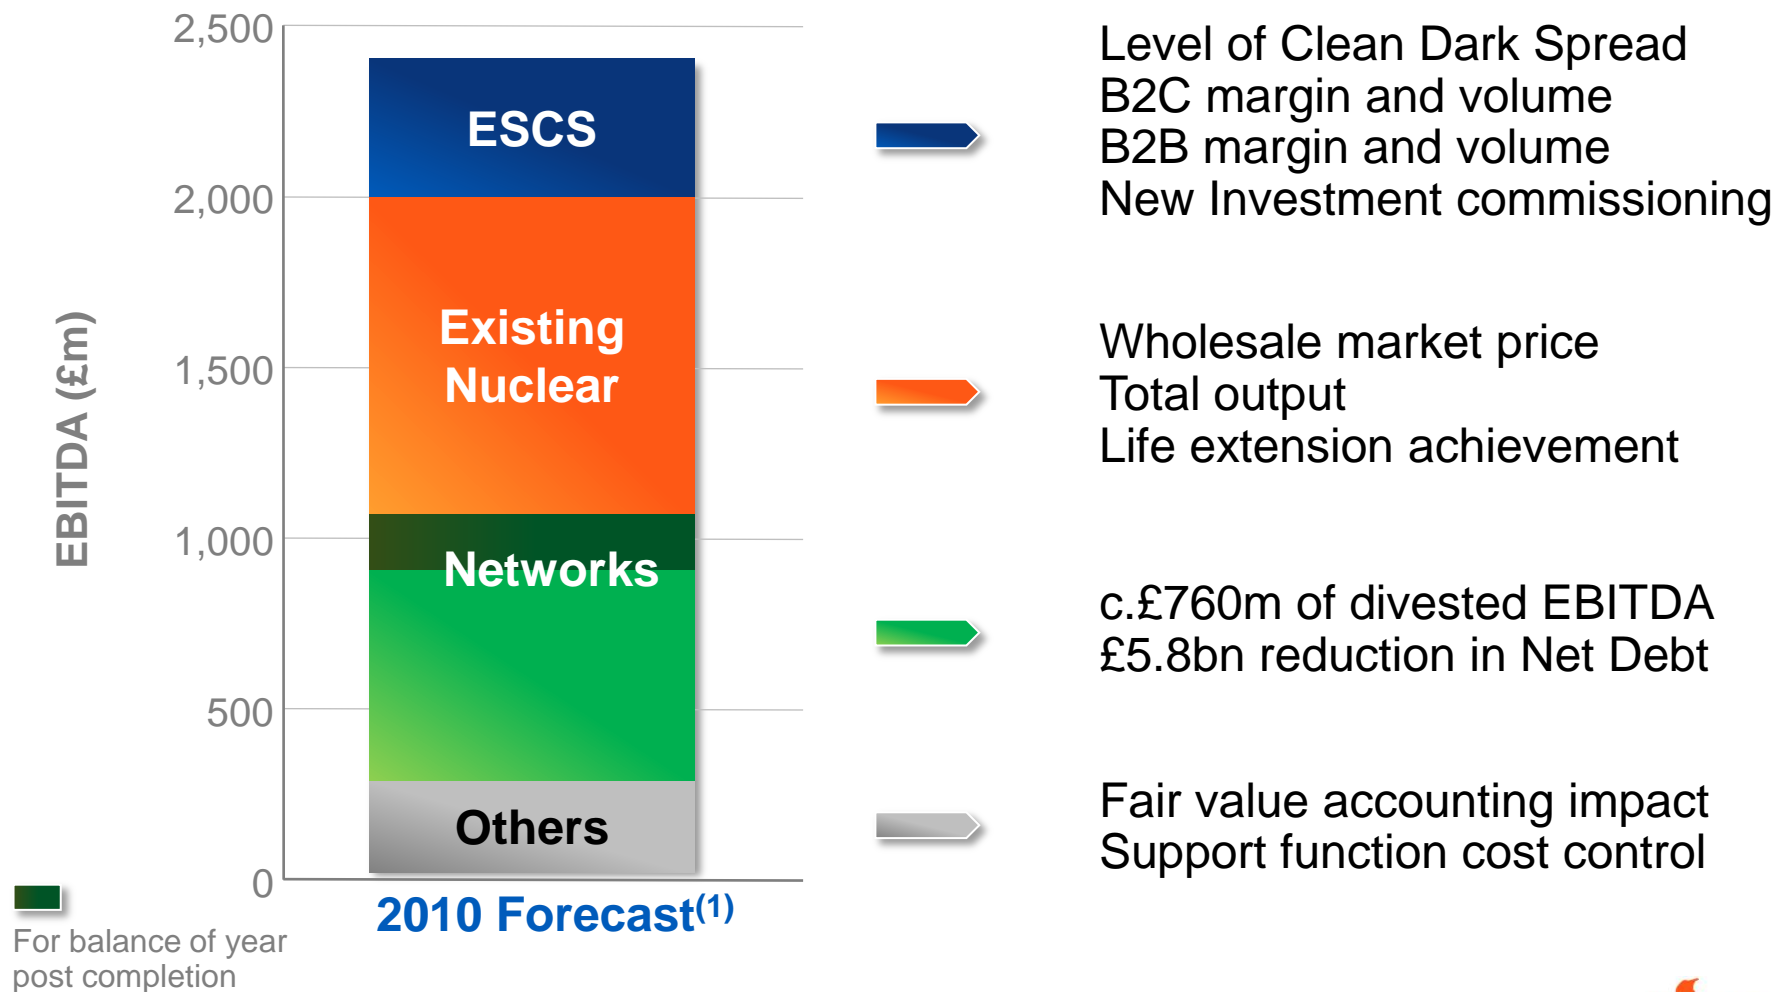 2,500
2,000
1,500
1,000
500
0
EBITDA (£m)
ESCS
Existing
Nuclear
Networks
Others
2010 Forecast(1)
For balance of year
post completion
Level of Clean Dark Spread
B2C margin and volume
B2B margin and volume
New Investment commissioning
Wholesale market price
Total output
Life extension achievement
c.£760m of divested EBITDA
£5.8bn reduction in Net Debt
Fair value accounting impact
Support function cost control